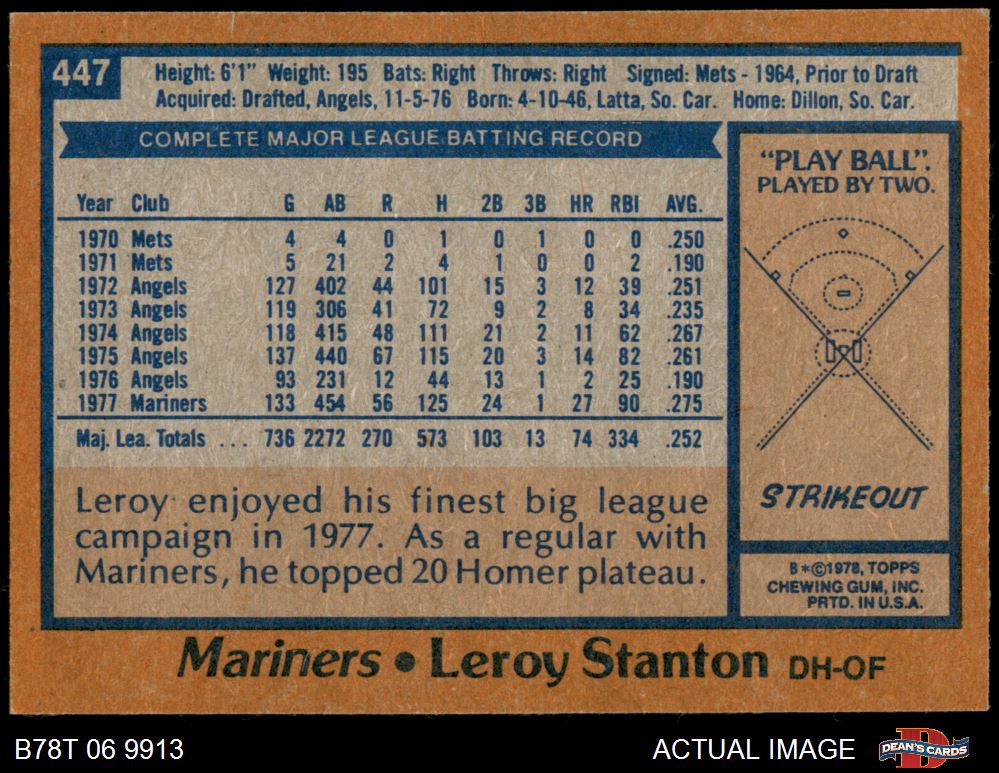 447
Height: 6'1" Weight: 195 Bats: Right Throws: Right Signed: Mets - 1964, Prior to Draft
Acquired: Drafted, Angels, 11-5-76 Born: 4-10-46, Latta, So. Car. Home: Dillon, So. Car.
COMPLETE MAJOR LEAGUE BATTING RECORD
Year Club G AB R H 2B 3B HR RBI AVG.
1970 Mets 4 4 0 1 0 1 0 0 .250
1971 Mets 5 21 2 4 1 0 0 2 .190
1972 Angels 127 402 44 101 15 3 12 39 .251
1973 Angels 119 306 41 72 9 2 8 34 .235
1974 Angels 118 415 48 111 21 2 11 62 .267
1975 Angels 137 440 67 115 20 3 14 82 .261
1976 Angels 93 231 12 44 13 1 2 25 .190
1977 Mariners 133 454 56 125 24 1 27 90 .275
Maj. Lea. Totals ... 736 2272 270 573 103 13 74 334 .252
Leroy enjoyed his finest big league
campaign in 1977. As a regular with
Mariners, he topped 20 Homer plateau.
"PLAY BALL".
PLAYED BY TWO.
STRIKEOUT
B*©1978, TOPPS
CHEWING GUM, INC.
PRTD. IN U.S.A.
Mariners • Leroy Stanton DH-OF
B78T 06 9913
ACTUAL IMAGE
DEAN'S CARDS